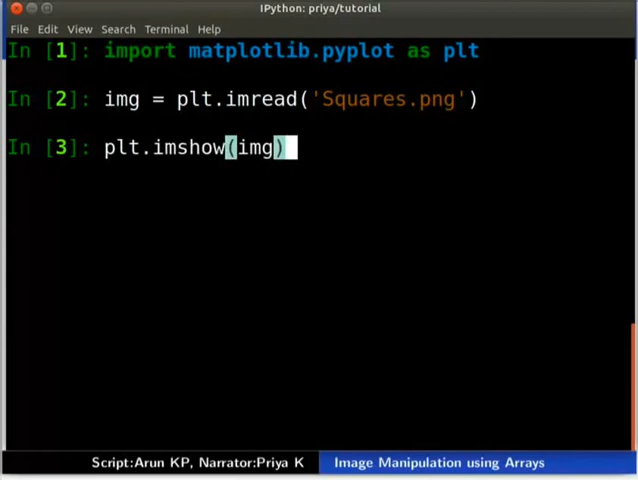 IPython: priya/tutorial
File Edit View Search Terminal Help
In [1]: import matplotlib.pyplot as plt
In [2]: img = plt.imread('Squares.png')
In [3]: plt.imshow(img)
Script:Arun KP, Narrator:Priya K Image Manipulation using Arrays